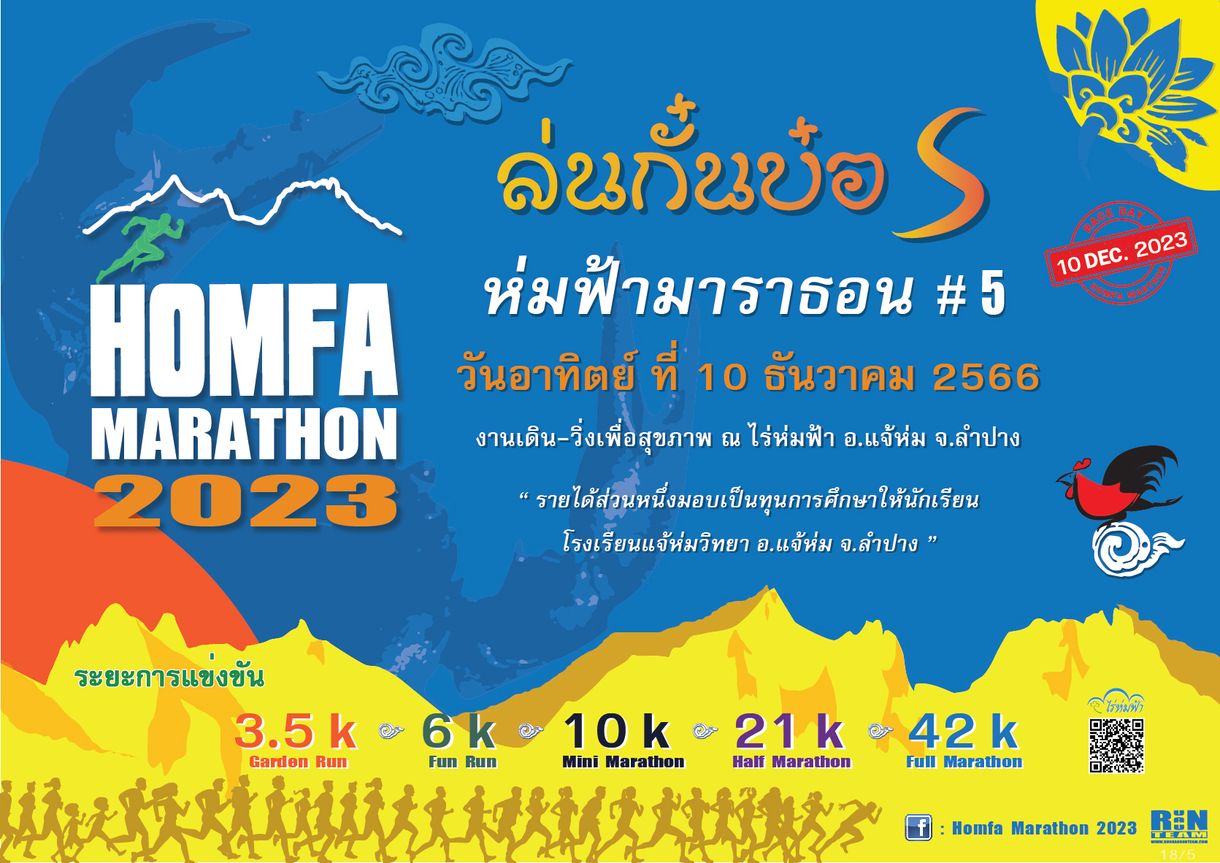 ล่นกั๋นบ๋อ
ห่มฟ้ามาราธอน # 5
RACE DAY
10 DEC. 2023
HOMFA MARATHON
HOMFA
MARATHON
2023
วันอาทิตย์ ที่ 10 ธันวาคม 2566
งานเดิน-วิ่งเพื่อสุขภาพ ณ ไร่ห่มฟ้า อ.แจ้ห่ม จ.ลำปาง
“ รายได้ส่วนหนึ่งมอบเป็นทุนการศึกษาให้นักเรียน
โรงเรียนแจ้ห่มวิทยา อ.แจ้ห่ม จ.ลำปาง ”
ระยะการแข่งขัน
3.5 k 6 k 10 k 21 k 42 k
Garden Run Fun Run Mini Marathon Half Marathon Full Marathon
ไร่ห่มฟ้า
f : Homfa Marathon 2023
RUN
TEAM
18/5